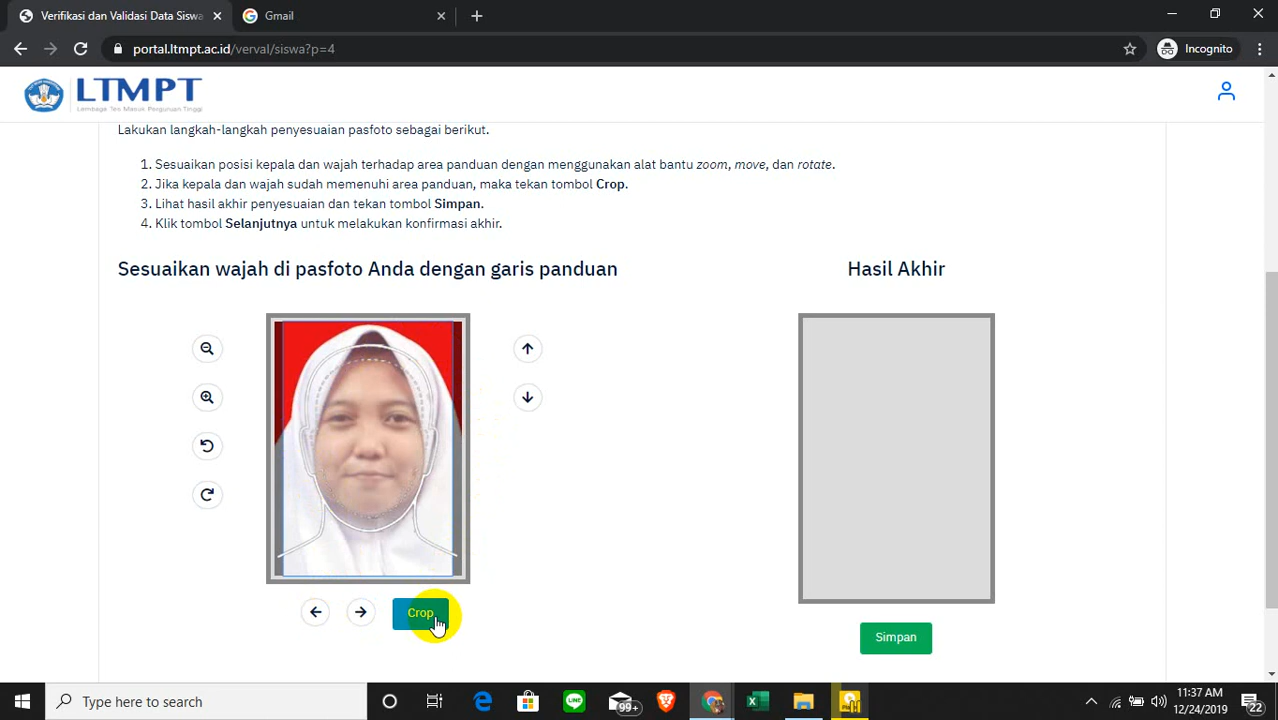 Verifikasi dan Validasi Data Siswa
Gmail
portal.ltmpt.ac.id/verval/siswa?p=4
Incognito
LTMPT
Lembaga Tes Masuk Perguruan Tinggi
Lakukan langkah-langkah penyesuaian pasfoto sebagai berikut.
1. Sesuaikan posisi kepala dan wajah terhadap area panduan dengan menggunakan alat bantu zoom, move, dan rotate.
2. Jika kepala dan wajah sudah memenuhi area panduan, maka tekan tombol Crop.
3. Lihat hasil akhir penyesuaian dan tekan tombol Simpan.
4. Klik tombol Selanjutnya untuk melakukan konfirmasi akhir.
Sesuaikan wajah di pasfoto Anda dengan garis panduan
Hasil Akhir
Crop
Simpan
Type here to search
99+
11:37 AM
12/24/2019
22